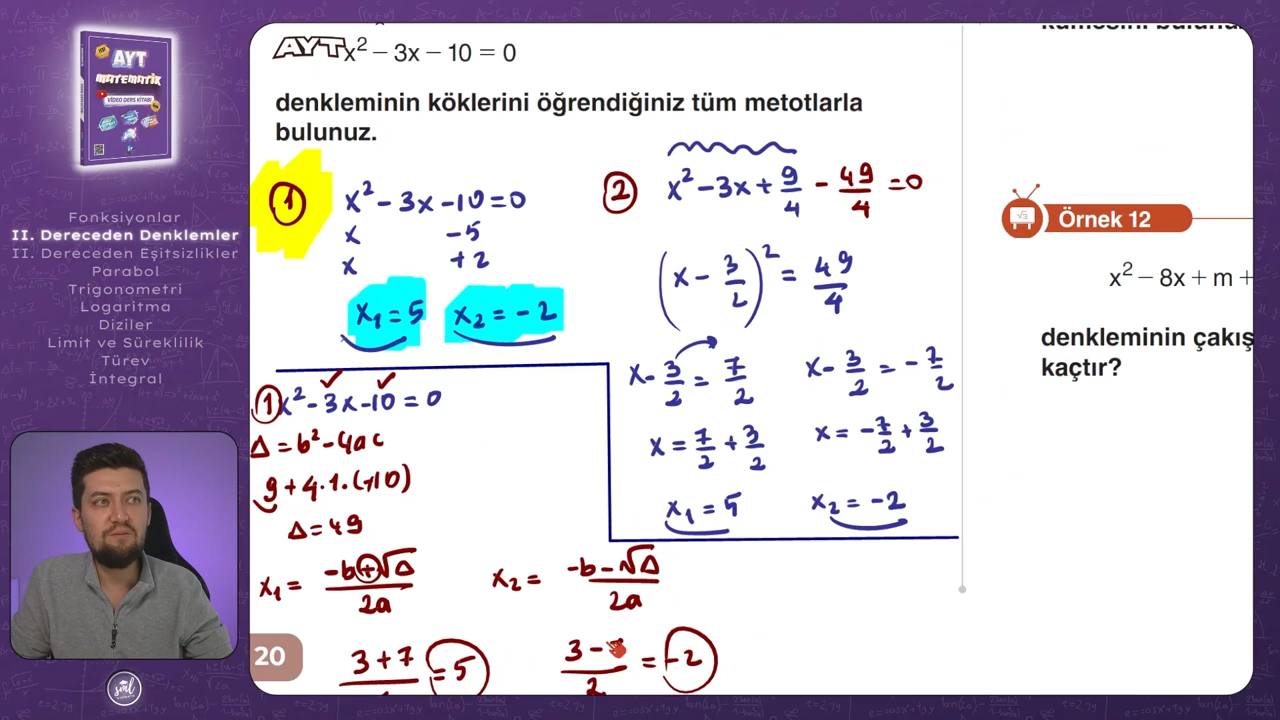 AYT
MATEMATİK
VİDEO DERS KİTABI
Fonksiyonlar
II. Dereceden Denklemler
II. Dereceden Eşitsizlikler
Parabol
Trigonometri
Logaritma
Diziler
Limit ve Süreklilik
Türev
İntegral
sml
AYT x² − 3x − 10 = 0
denkleminin köklerini öğrendiğiniz tüm metotlarla
bulunuz.
1 x² − 3x − 10 = 0
x −5
x +2
x₁ = 5 x₂ = −2
1 x² − 3x − 10 = 0
Δ = b² − 4ac
9 + 4·1·(+10)
Δ = 49
x₁ = (−b + √Δ)/2a x₂ = (−b − √Δ)/2a
3 + 7 = 5 (3 −)/2 = −2
20
2 x² − 3x + 9/4 − 49/4 = 0
(x − 3/2)² = 49/4
x − 3/2 = 7/2 x − 3/2 = −7/2
x = 7/2 + 3/2 x = −7/2 + 3/2
x₁ = 5 x₂ = −2
√3 Örnek 12
x² − 8x + m +
denkleminin çakış
kaçtır?